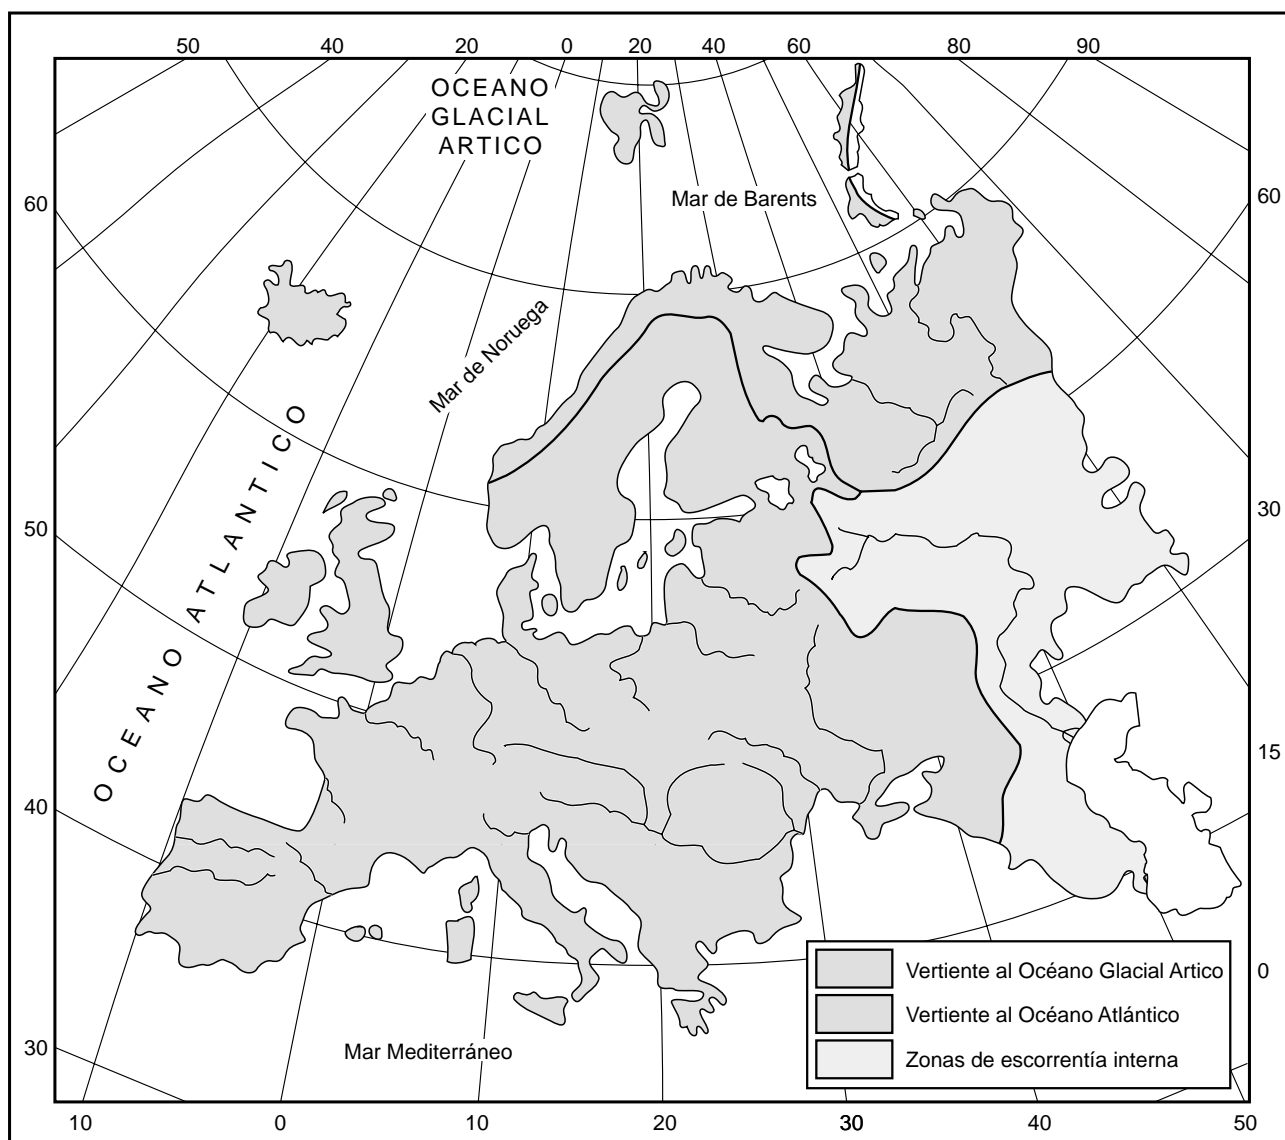 50 40 20 0 20 40 60 80 90
OCEANO
GLACIAL
ARTICO
Mar de Barents
60 60
Mar de Noruega
OCEANO ATLANTICO
50 30
15
40
Vertiente al Océano Glacial Artico
0
Vertiente al Océano Atlántico
Mar Mediterráneo
30
Zonas de escorrentía interna
10 0 10 20 30 40 50